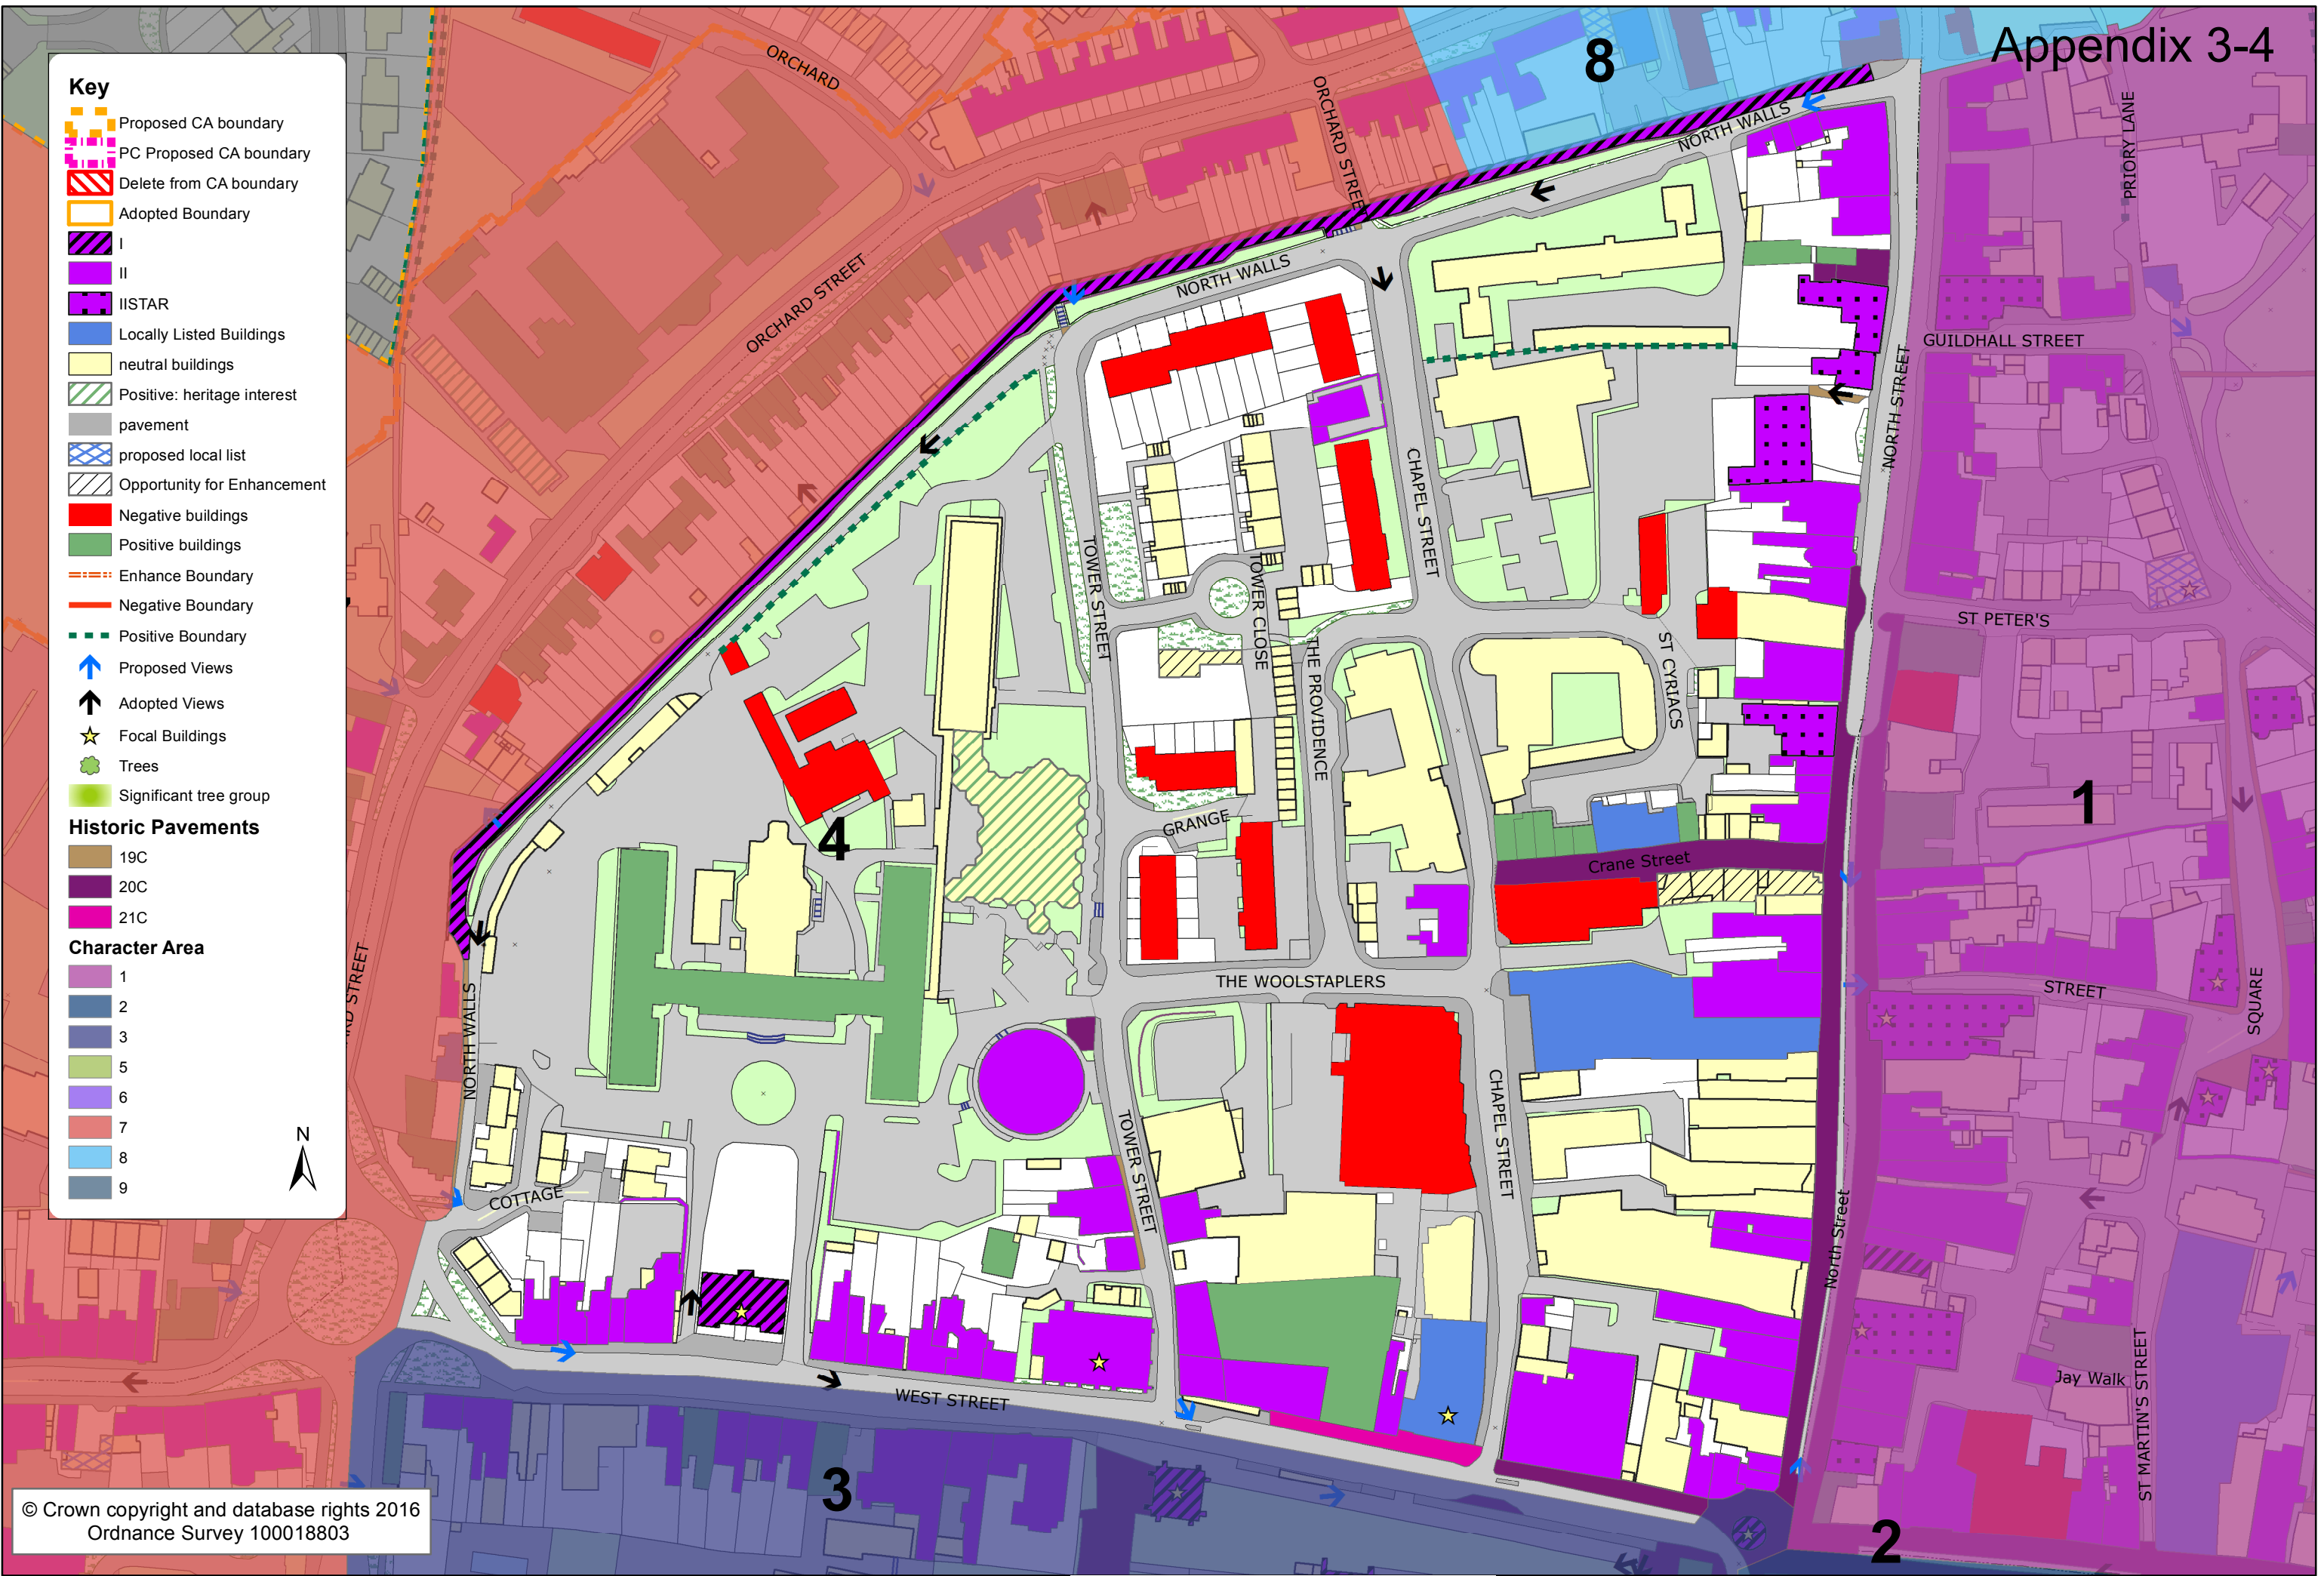 Appendix 3-4
Key
Proposed CA boundary
PC Proposed CA boundary
Delete from CA boundary
Adopted Boundary
I
II
IISTAR
Locally Listed Buildings
neutral buildings
Positive: heritage interest
pavement
proposed local list
Opportunity for Enhancement
Negative buildings
Positive buildings
Enhance Boundary
Negative Boundary
Positive Boundary
Proposed Views
Adopted Views
Focal Buildings
Trees
Significant tree group
Historic Pavements
19C
20C
21C
Character Area
1
2
3
5
6
7
8
9
N
ORCHARD
ORCHARD STREET
ORCHARD STREET
8
NORTH WALLS
PRIORY LANE
NORTH WALLS
GUILDHALL STREET
NORTH STREET
CHAPEL STREET
TOWER STREET
TOWER CLOSE
THE PROVIDENCE
ST CYRIACS
ST PETER'S
1
GRANGE
4
Crane Street
THE WOOLSTAPLERS
STREET
SQUARE
STREET
NORTH WALLS
CHAPEL STREET
TOWER STREET
COTTAGE
North Street
Jay Walk
ST MARTIN'S STREET
WEST STREET
3
2
© Crown copyright and database rights 2016
Ordnance Survey 100018803